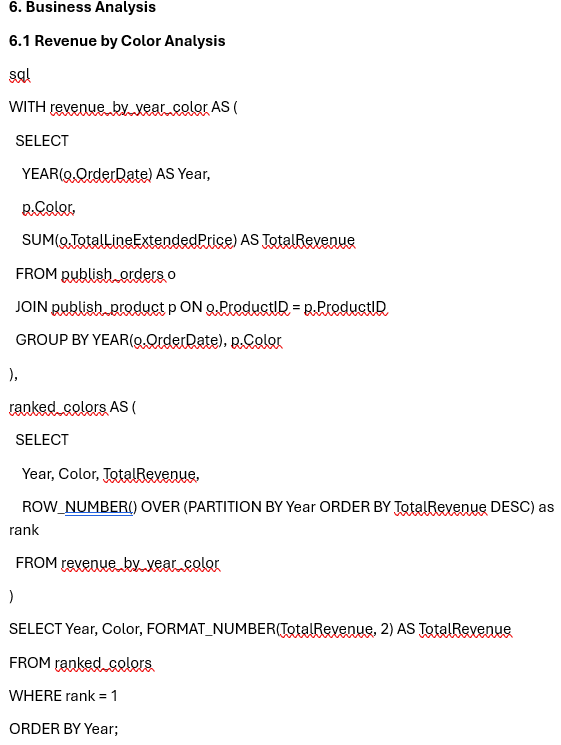 6. Business Analysis
6.1 Revenue by Color Analysis
sql
WITH revenue_by_year_color AS (
SELECT
YEAR(o.OrderDate) AS Year,
p.Color,
SUM(o.TotalLineExtendedPrice) AS TotalRevenue
FROM publish_orders o
JOIN publish_product p ON o.ProductID = p.ProductID
GROUP BY YEAR(o.OrderDate), p.Color
),
ranked_colors AS (
SELECT
Year, Color, TotalRevenue,
ROW_NUMBER() OVER (PARTITION BY Year ORDER BY TotalRevenue DESC) as
rank
FROM revenue_by_year_color
)
SELECT Year, Color, FORMAT_NUMBER(TotalRevenue, 2) AS TotalRevenue
FROM ranked_colors
WHERE rank = 1
ORDER BY Year;